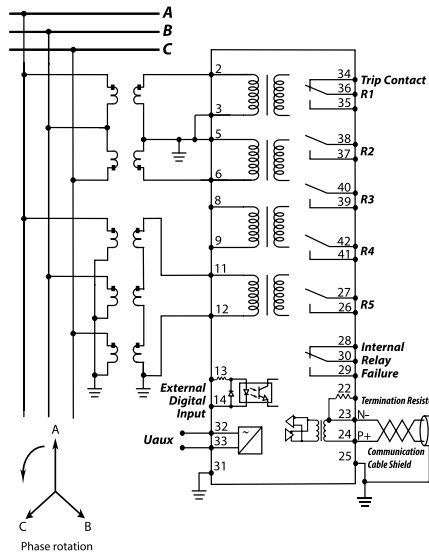 A
B
C
2
3
5
6
8
9
11
12
13
14
32
33
31
34 Trip Contact
36 R1
35
38
37 R2
40
39 R3
42
41 R4
27
26 R5
28 Internal
30 Relay
29 Failure
22
Termination Resist
23 N-
24 P+
25
Communication
Cable Shield
External
Digital
Input
Uaux
~
A
C
B
Phase rotation